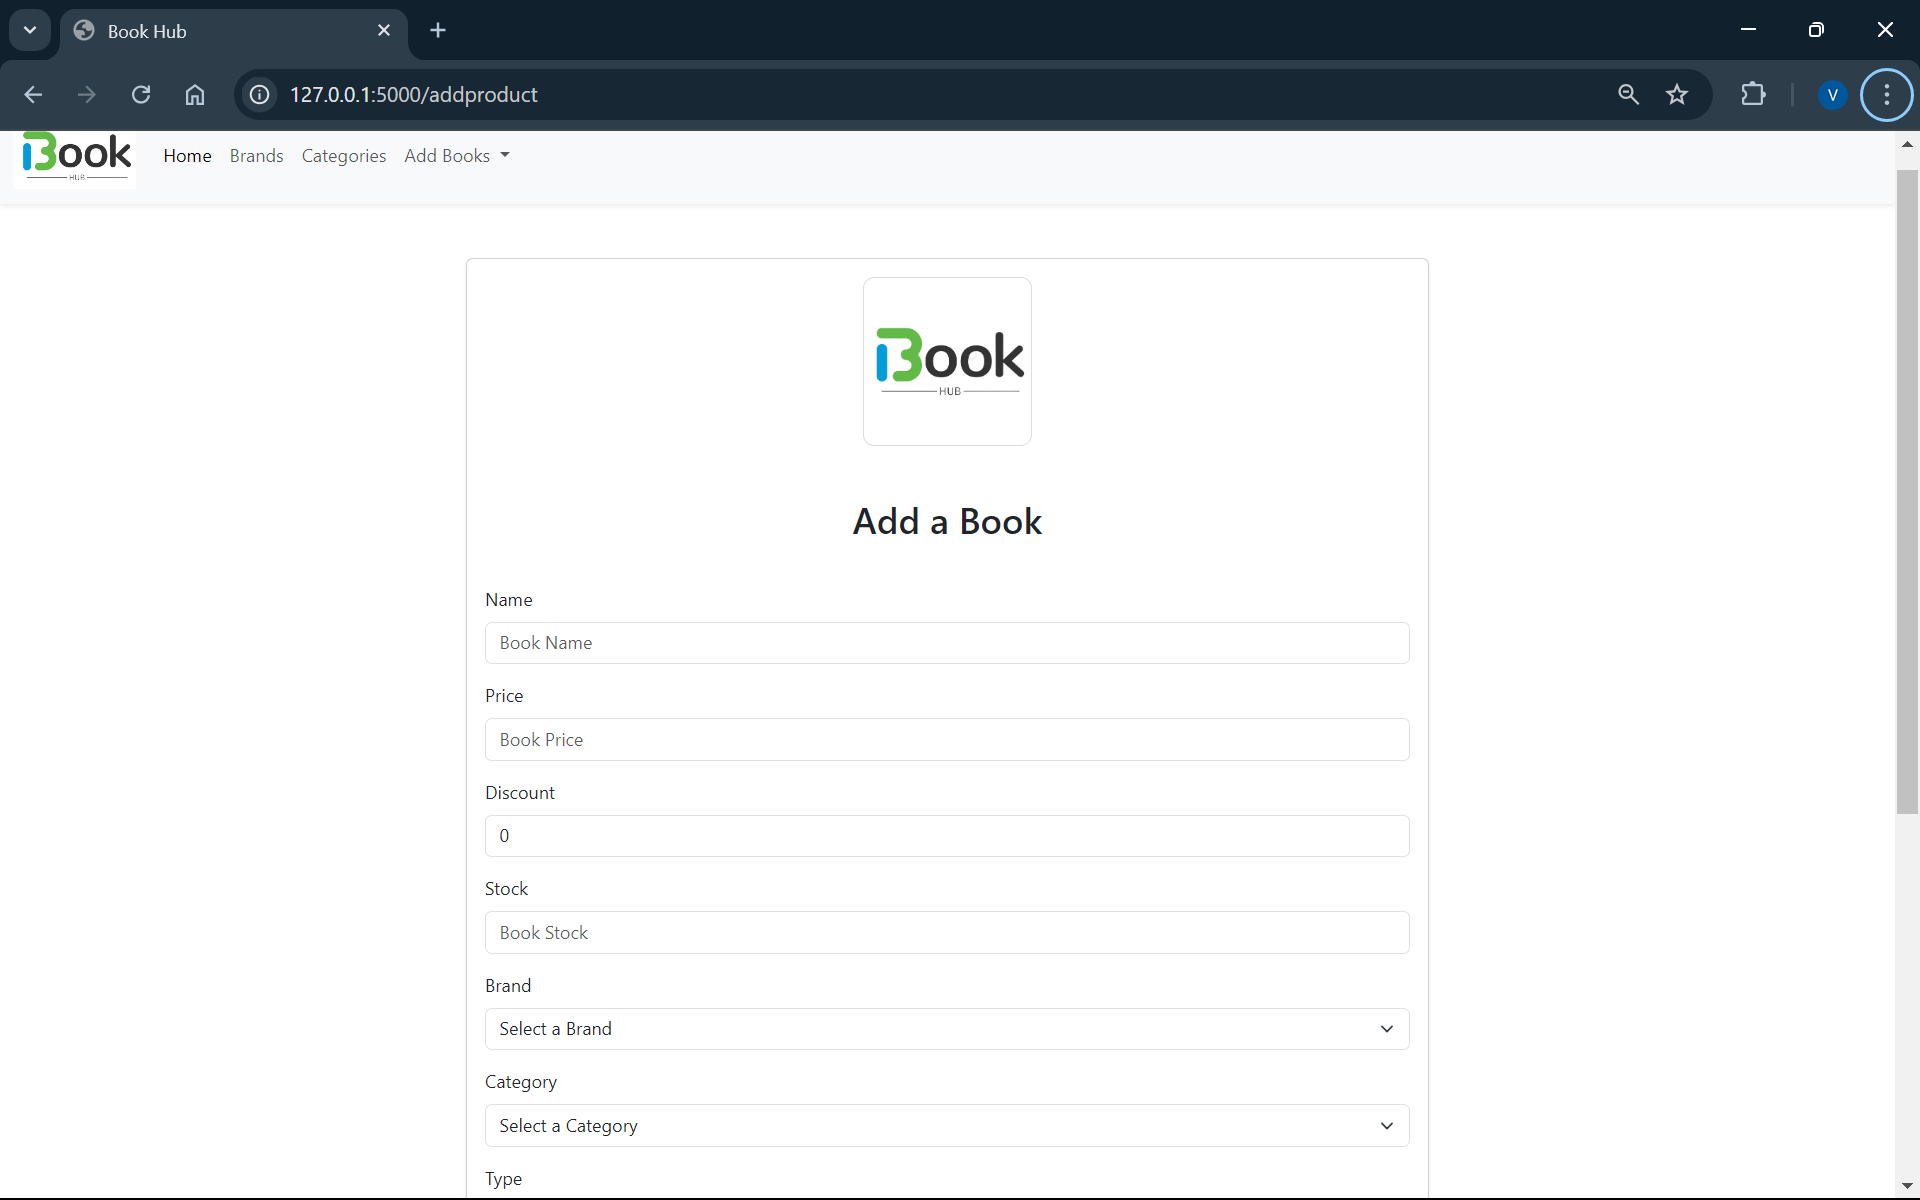 Book Hub
127.0.0.1:5000/addproduct
V
Book
HUB
Home Brands Categories Add Books
Book
HUB
Add a Book
Name
Book Name
Price
Book Price
Discount
0
Stock
Book Stock
Brand
Select a Brand
Category
Select a Category
Type